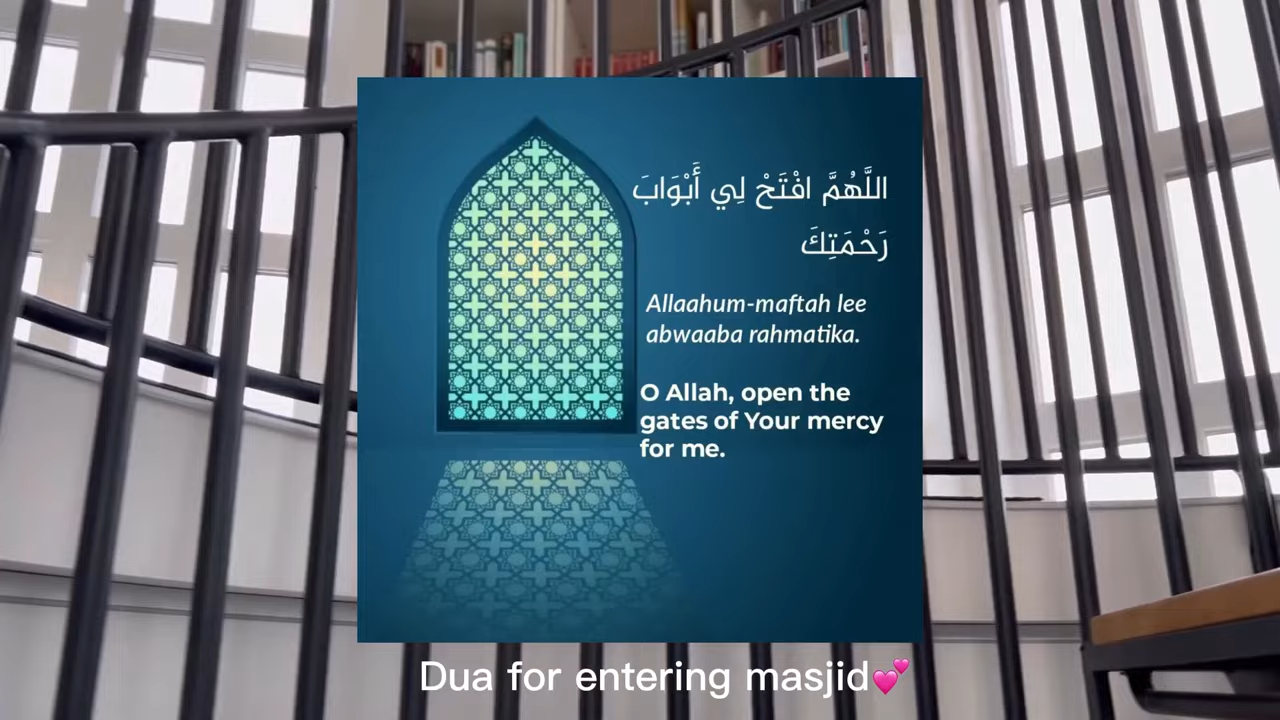 اللَّهُمَّ افْتَحْ لِي أَبْوَابَ
رَحْمَتِكَ
Allaahum-maftah lee
abwaaba rahmatika.
O Allah, open the
gates of Your mercy
for me.
Dua for entering masjid💕